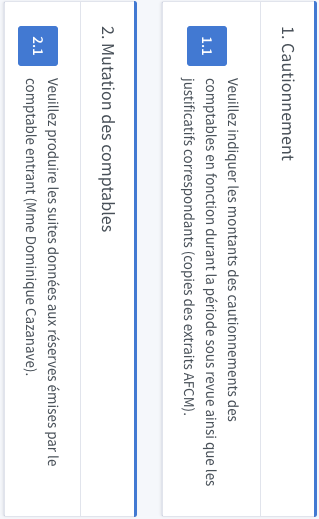 1. Cautionnement
1.1
Veuillez indiquer les montants des cautionnements des
comptables en fonction durant la période sous revue ainsi que les
justificatifs correspondants (copies des extraits AFCM).
2. Mutation des comptables
2.1
Veuillez produire les suites données aux réserves émises par le
comptable entrant (Mme Dominique Cazanave).